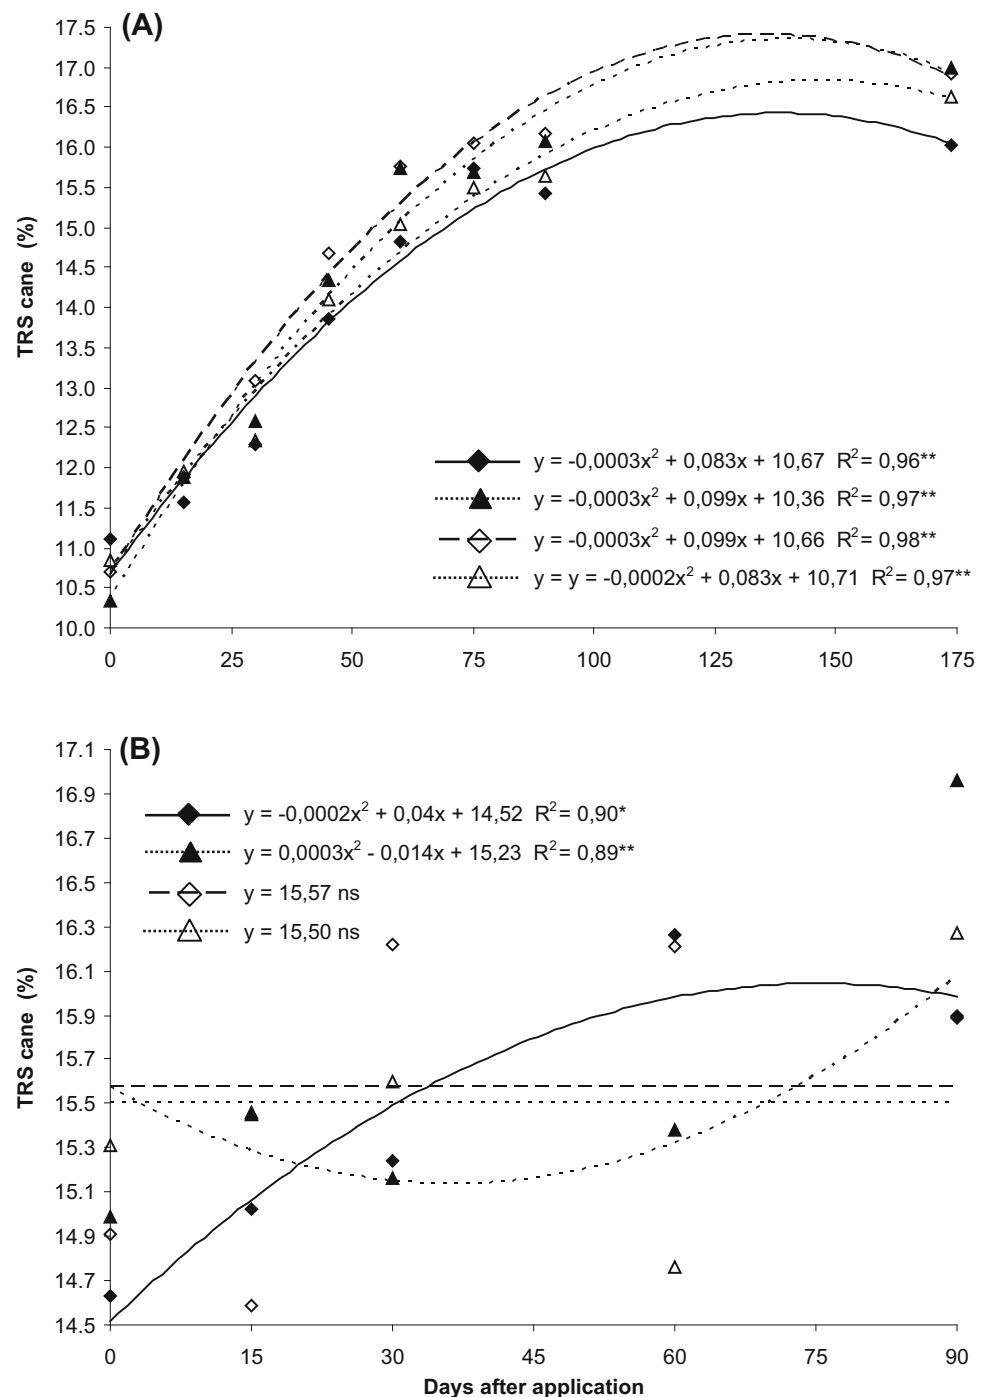 (A)
TRS cane (%)
17.5
17.0
16.5
16.0
15.5
15.0
14.5
14.0
13.5
13.0
12.5
12.0
11.5
11.0
10.5
10.0
y = -0,0003x² + 0,083x + 10,67 R² = 0,96**
y = -0,0003x² + 0,099x + 10,36 R² = 0,97**
y = -0,0003x² + 0,099x + 10,66 R² = 0,98**
y = y = -0,0002x² + 0,083x + 10,71 R² = 0,97**
0 25 50 75 100 125 150 175
(B)
TRS cane (%)
17.1
16.9
16.7
16.5
16.3
16.1
15.9
15.7
15.5
15.3
15.1
14.9
14.7
14.5
y = -0,0002x² + 0,04x + 14,52 R² = 0,90*
y = 0,0003x² - 0,014x + 15,23 R² = 0,89**
y = 15,57 ns
y = 15,50 ns
0 15 30 45 60 75 90
Days after application